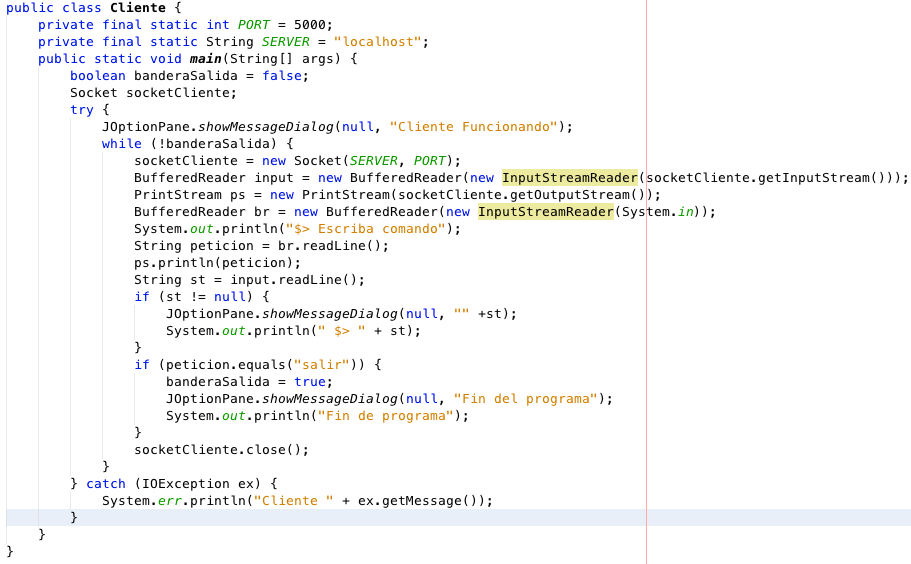 public class Cliente {
    private final static int PORT = 5000;
    private final static String SERVER = "localhost";
    public static void main(String[] args) {
        boolean banderaSalida = false;
        Socket socketCliente;
        try {
            JOptionPane.showMessageDialog(null, "Cliente Funcionando");
            while (!banderaSalida) {
                socketCliente = new Socket(SERVER, PORT);
                BufferedReader input = new BufferedReader(new InputStreamReader(socketCliente.getInputStream()));
                PrintStream ps = new PrintStream(socketCliente.getOutputStream());
                BufferedReader br = new BufferedReader(new InputStreamReader(System.in));
                System.out.println("$> Escriba comando");
                String peticion = br.readLine();
                ps.println(peticion);
                String st = input.readLine();
                if (st != null) {
                    JOptionPane.showMessageDialog(null, "" +st);
                    System.out.println(" $> " + st);
                }
                if (peticion.equals("salir")) {
                    banderaSalida = true;
                    JOptionPane.showMessageDialog(null, "Fin del programa");
                    System.out.println("Fin de programa");
                }
                socketCliente.close();
            }
        } catch (IOException ex) {
            System.err.println("Cliente " + ex.getMessage());
        }
    }
}